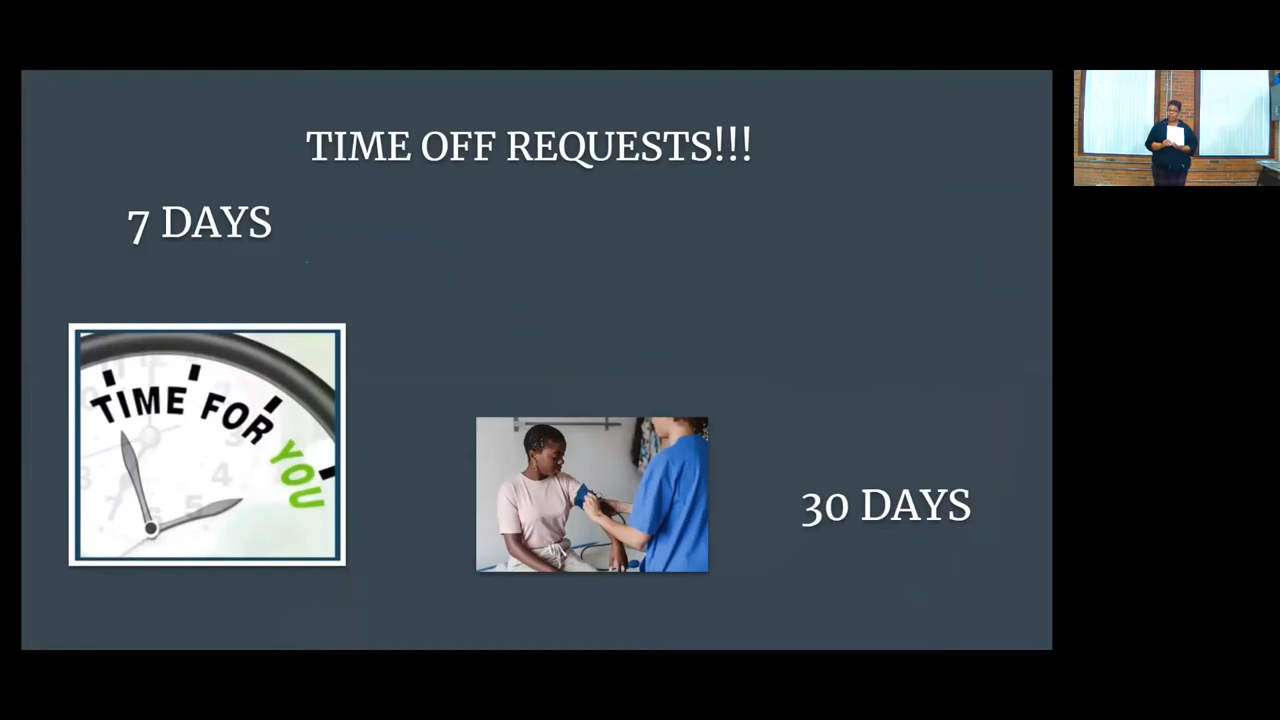 TIME OFF REQUESTS!!!
7 DAYS
TIME FOR YOU
30 DAYS